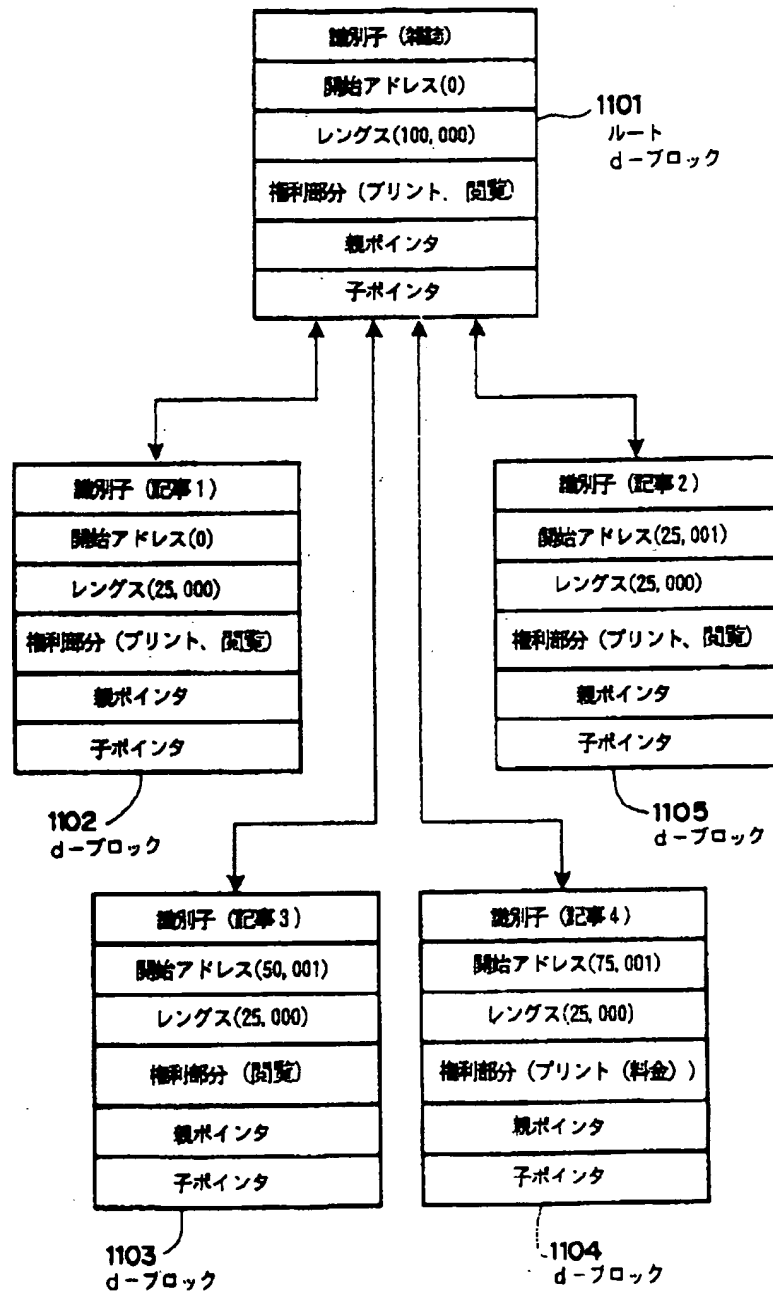 識別子 (雑誌)
開始アドレス(0)
レングス(100,000)
権利部分 (プリント、閲覧)
親ポインタ
子ポインタ
1101
ルート
d-ブロック
識別子 (記事1)
開始アドレス(0)
レングス(25,000)
権利部分 (プリント、閲覧)
親ポインタ
子ポインタ
1102
d-ブロック
識別子 (記事2)
開始アドレス(25,001)
レングス(25,000)
権利部分 (プリント、閲覧)
親ポインタ
子ポインタ
1105
d-ブロック
識別子 (記事3)
開始アドレス(50,001)
レングス(25,000)
権利部分 (閲覧)
親ポインタ
子ポインタ
1103
d-ブロック
識別子 (記事4)
開始アドレス(75,001)
レングス(25,000)
権利部分 (プリント (料金) )
親ポインタ
子ポインタ
1104
d-ブロック